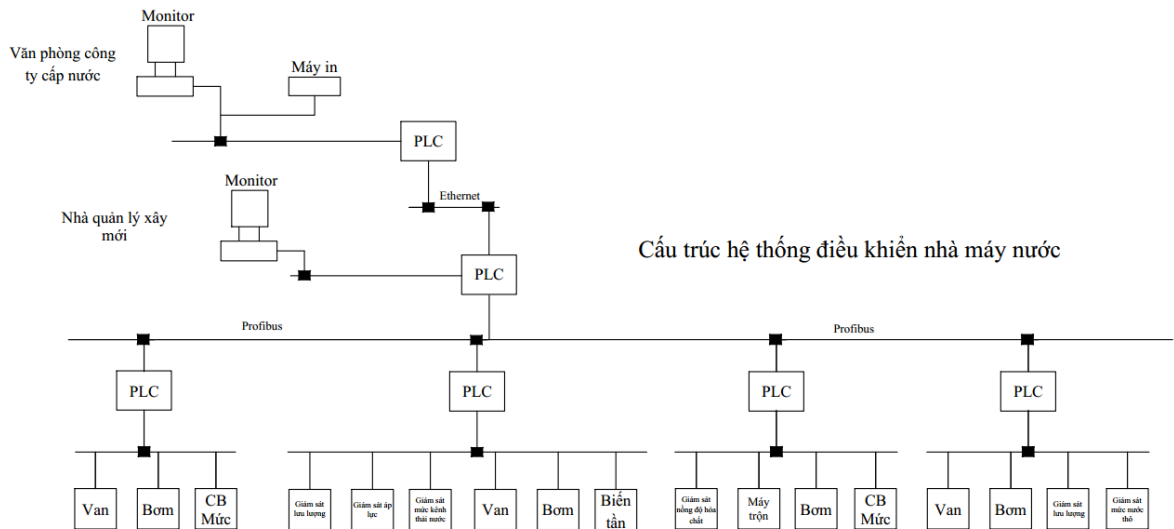 Monitor
Văn phòng công
ty cấp nước
Máy in
PLC
Monitor
Ethernet
Nhà quản lý xây
mới
Cấu trúc hệ thống điều khiển nhà máy nước
PLC
Profibus
Profibus
PLC
PLC
PLC
PLC
Van
Bơm
CB
Mức
Giám sát
lưu lượng
Giám sát áp
lực
Giám sát
mức kênh
thải nước
Van
Bơm
Biến
tần
Giám sát
nồng độ hóa
chất
Máy
trộn
Bơm
CB
Mức
Van
Bơm
Giám sát
lưu lượng
Giám sát
mức nước
thô